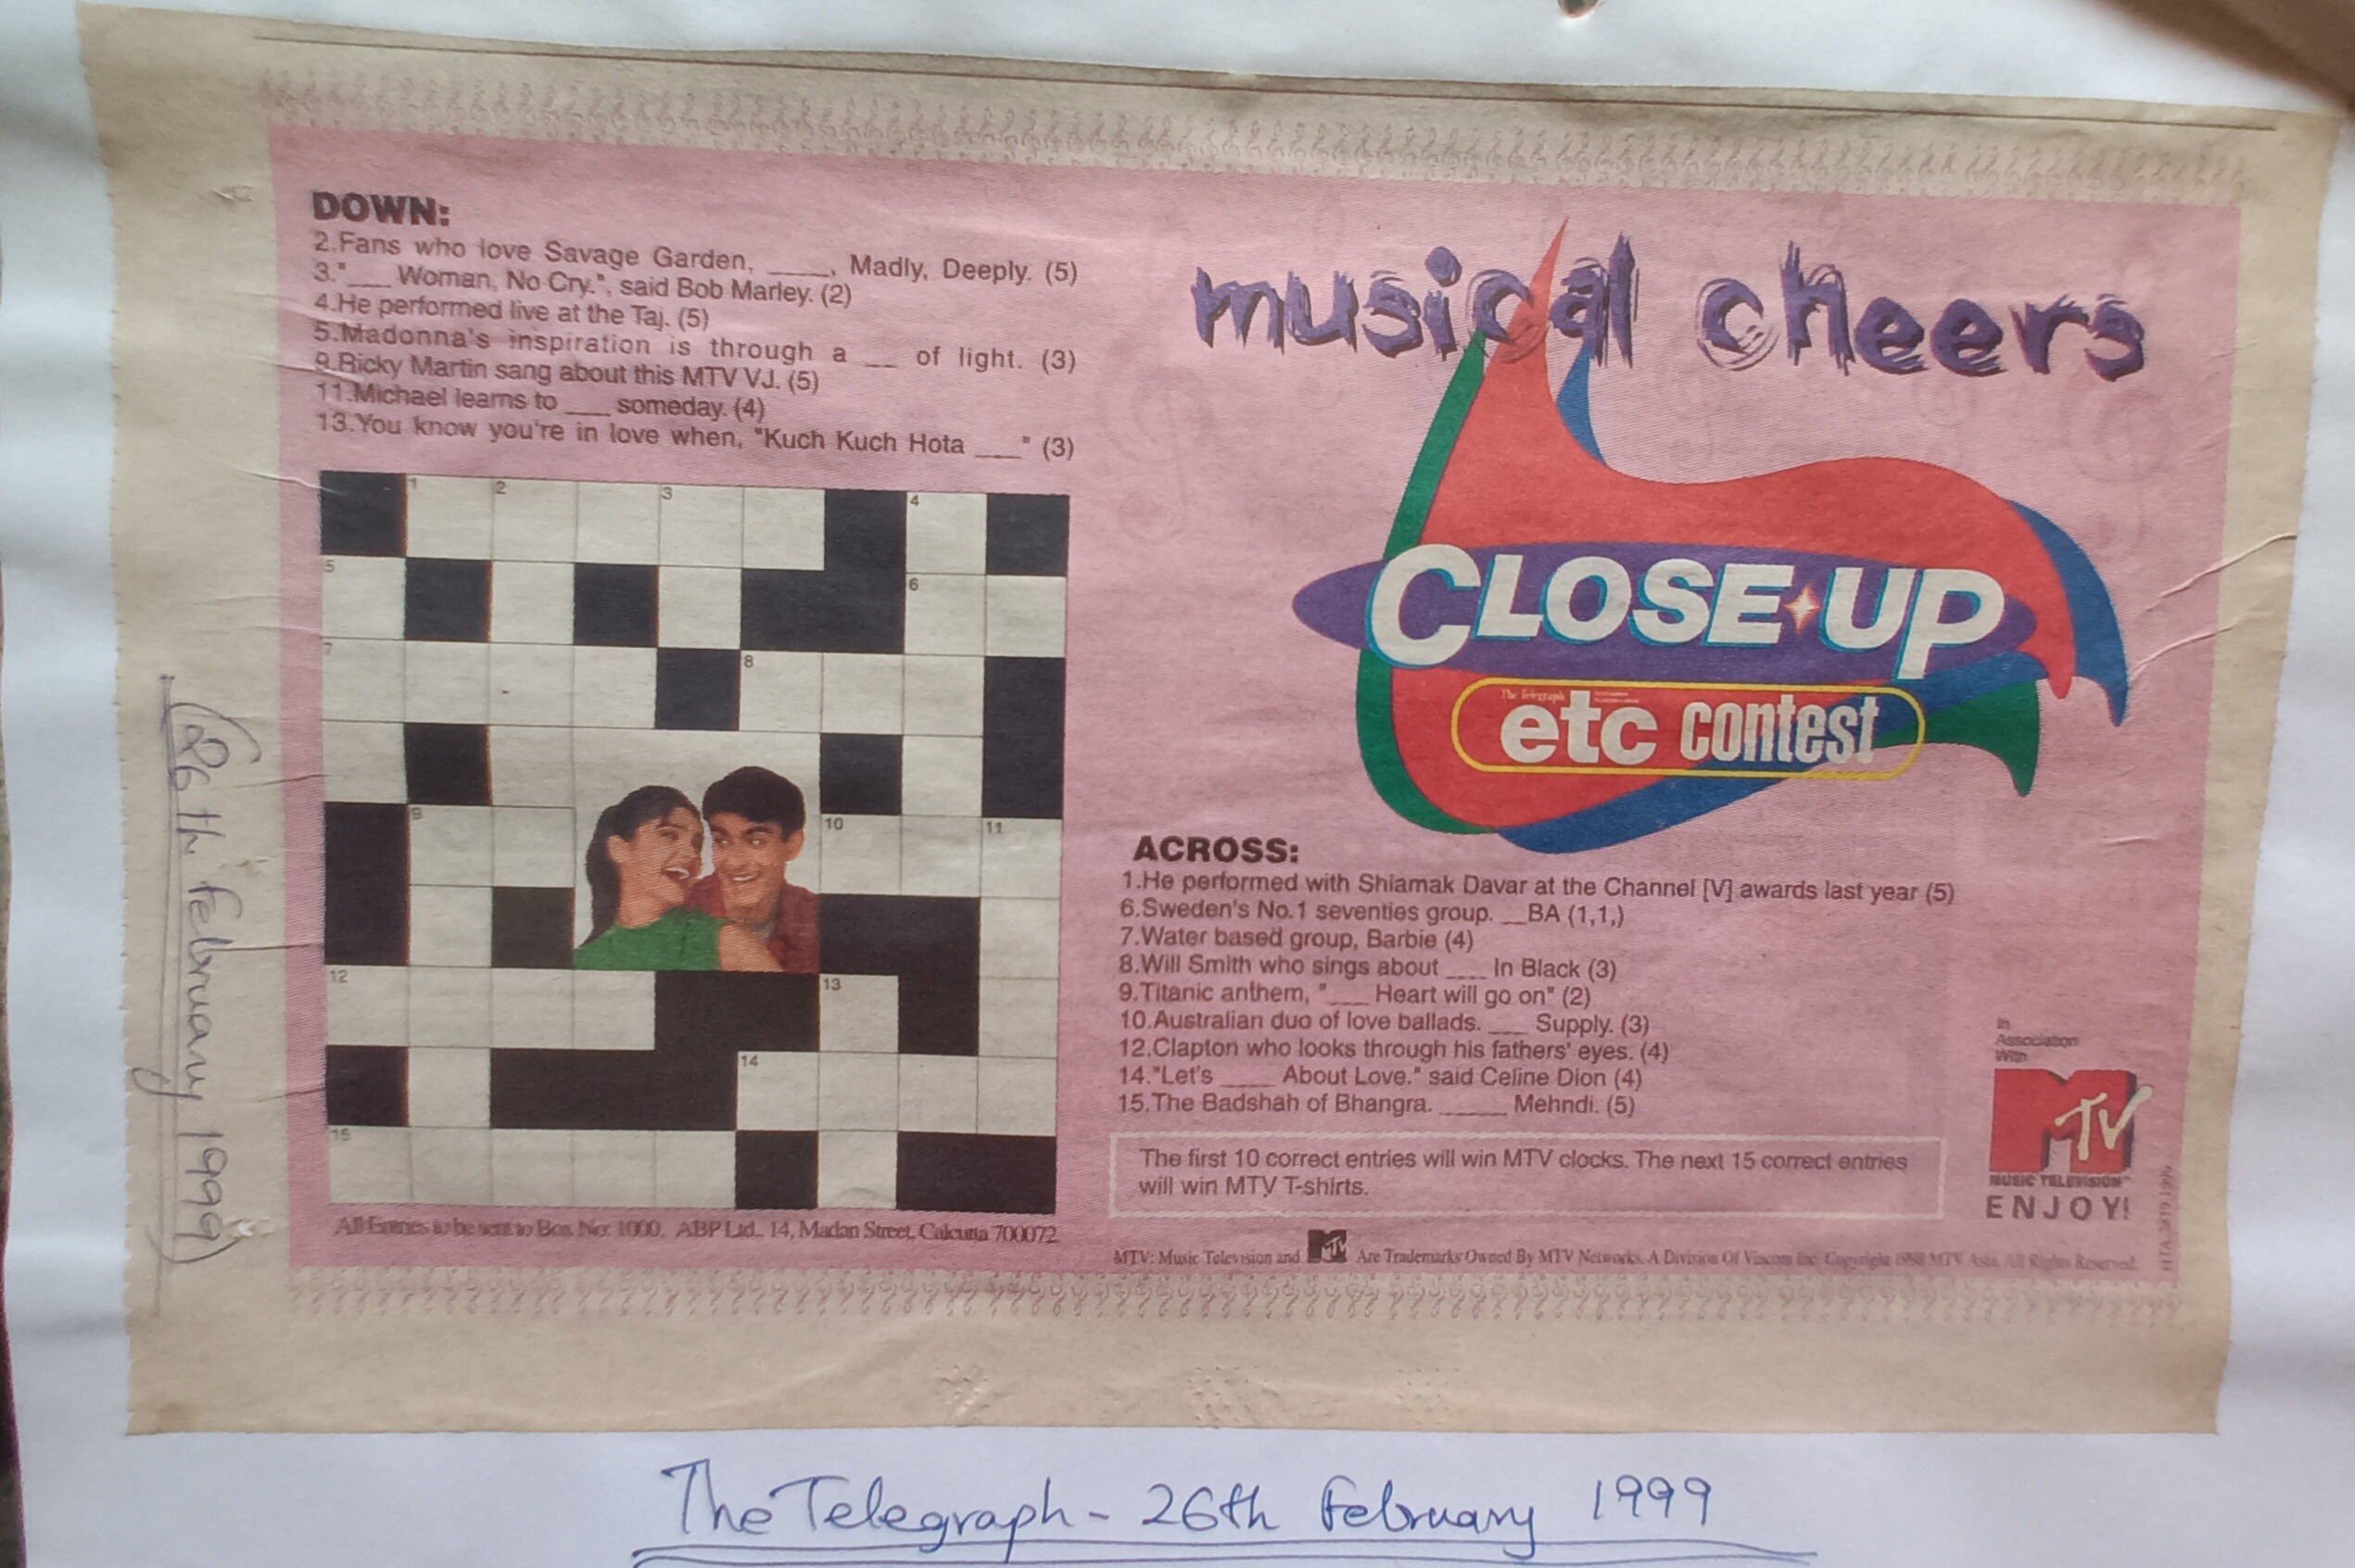 DOWN:
2.Fans who love Savage Garden, ____, Madly, Deeply. (5)
3."___ Woman, No Cry.", said Bob Marley. (2)
4.He performed live at the Taj. (5)
5.Madonna's inspiration is through a __ of light. (3)
9.Ricky Martin sang about this MTV VJ. (5)
11.Michael learns to ___ someday. (4)
13.You know you're in love when, "Kuch Kuch Hota ___" (3)
1 2 3 4
5 6
7 8
9 10 11
12 13
14
15
All Entries to be sent to Box No: 1000, ABP Ltd., 14, Madan Street, Calcutta 700072
musical cheers
CLOSE UP
The Telegraph
etc contest
ACROSS:
1.He performed with Shiamak Davar at the Channel [V] awards last year (5)
6.Sweden's No.1 seventies group. __BA (1,1,)
7.Water based group, Barbie (4)
8.Will Smith who sings about ____ In Black (3)
9.Titanic anthem, "___ Heart will go on" (2)
10.Australian duo of love ballads. ___ Supply. (3)
12.Clapton who looks through his fathers' eyes. (4)
14."Let's ____ About Love." said Celine Dion (4)
15.The Badshah of Bhangra. _____ Mehndi. (5)
The first 10 correct entries will win MTV clocks. The next 15 correct entries
will win MTV T-shirts.
In
Association
With
MTV
MUSIC TELEVISION
ENJOY!
MTV: Music Television and MTV Are Trademarks Owned By MTV Networks. A Division Of Viacom Inc. Copyright 1998 MTV Asia. All Rights Reserved.
(26th February 1999)
The Telegraph - 26th February 1999